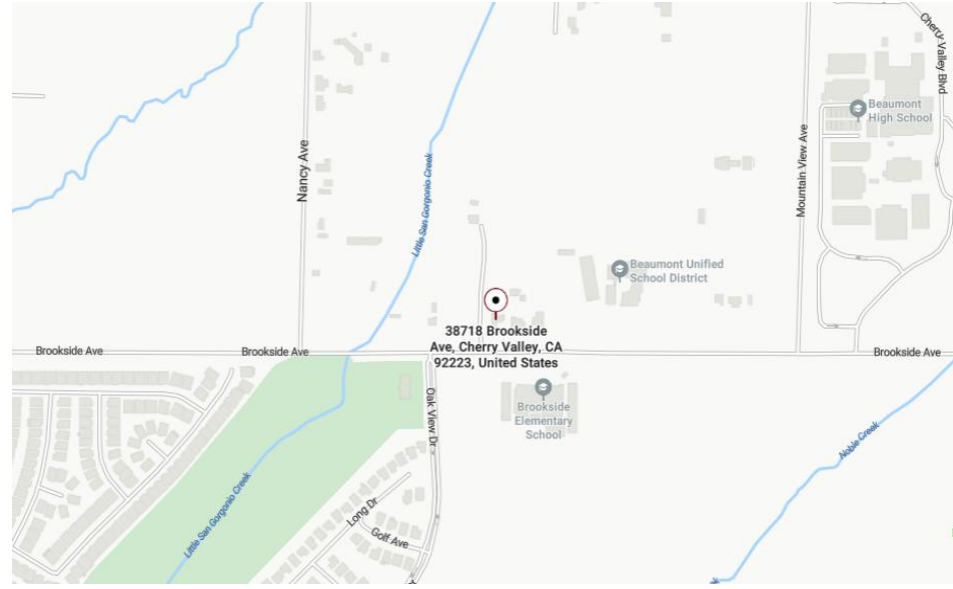 Cherry Valley Blvd
Beaumont
High School
Nancy Ave
Mountain View Ave
Little San Gorgonio Creek
Beaumont Unified
School District
38718 Brookside
Ave, Cherry Valley, CA
92223, United States
Brookside Ave
Brookside Ave
Brookside Ave
Oak View Dr
Brookside
Elementary
School
Noble Creek
Little San Gorgonio Creek
Long Dr
Golf Ave